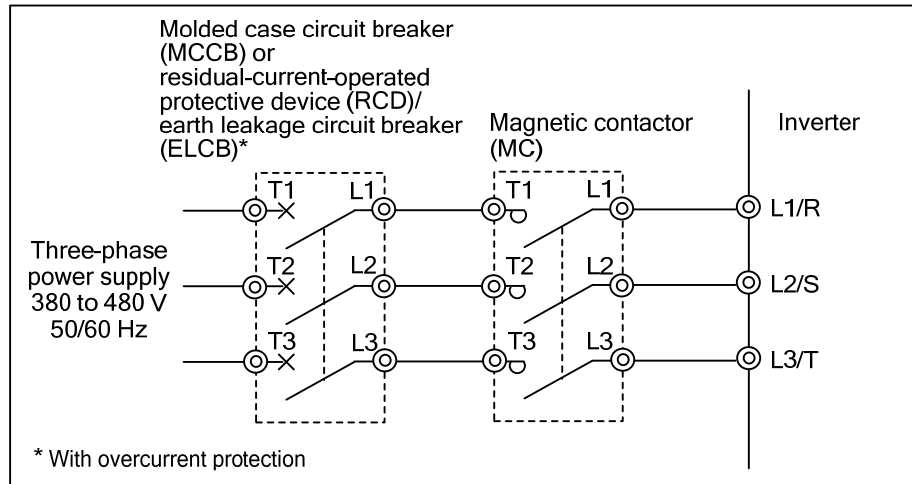 Molded case circuit breaker
(MCCB) or
residual-current-operated
protective device (RCD)/
earth leakage circuit breaker
(ELCB)*
Magnetic contactor
(MC)
Inverter
T1
L1
T1
L1
L1/R
Three-phase
power supply
380 to 480 V
50/60 Hz
T2
L2
T2
L2
L2/S
T3
L3
T3
L3
L3/T
* With overcurrent protection